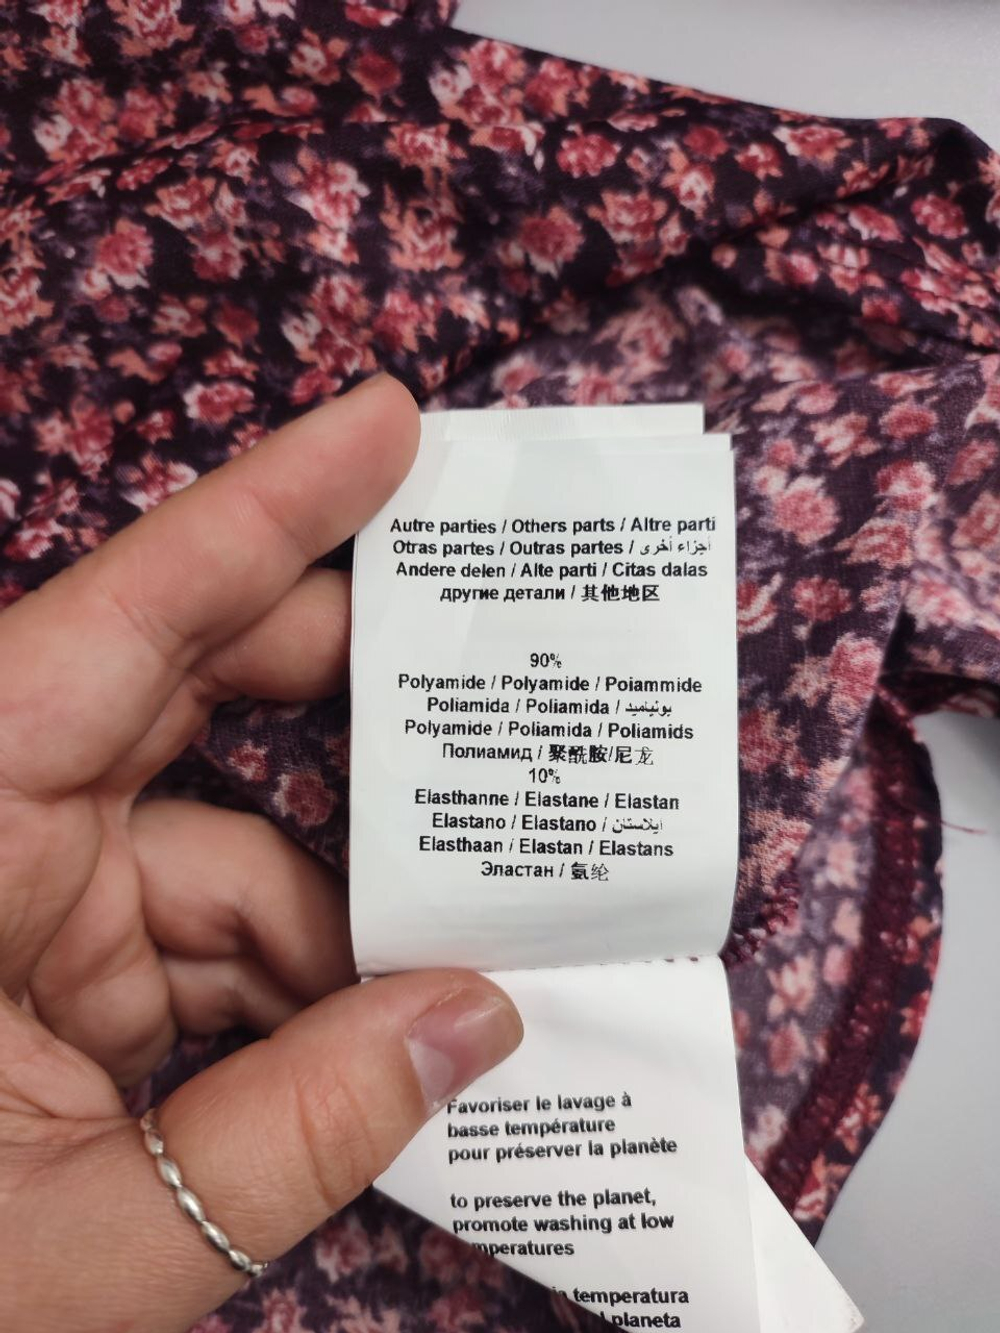 Autre parties / Others parts / Altre parti
Otras partes / Outras partes / أجزاء أخرى
Andere delen / Alte parti / Citas dalas
другие детали / 其他地区
90%
Polyamide / Polyamide / Poiammide
Poliamida / Poliamida /
Polyamide / Poliamida / Poliamids
Полиамид / 聚酰胺/尼龙
10%
Elasthanne / Elastane / Elastan
Elastano / Elastano / ايلاستان
Elasthaan / Elastan / Elastans
Эластан / 氨纶
Favoriser le lavage à
basse température
pour préserver la planète
to preserve the planet,
promote washing at low
temperatura
planeta